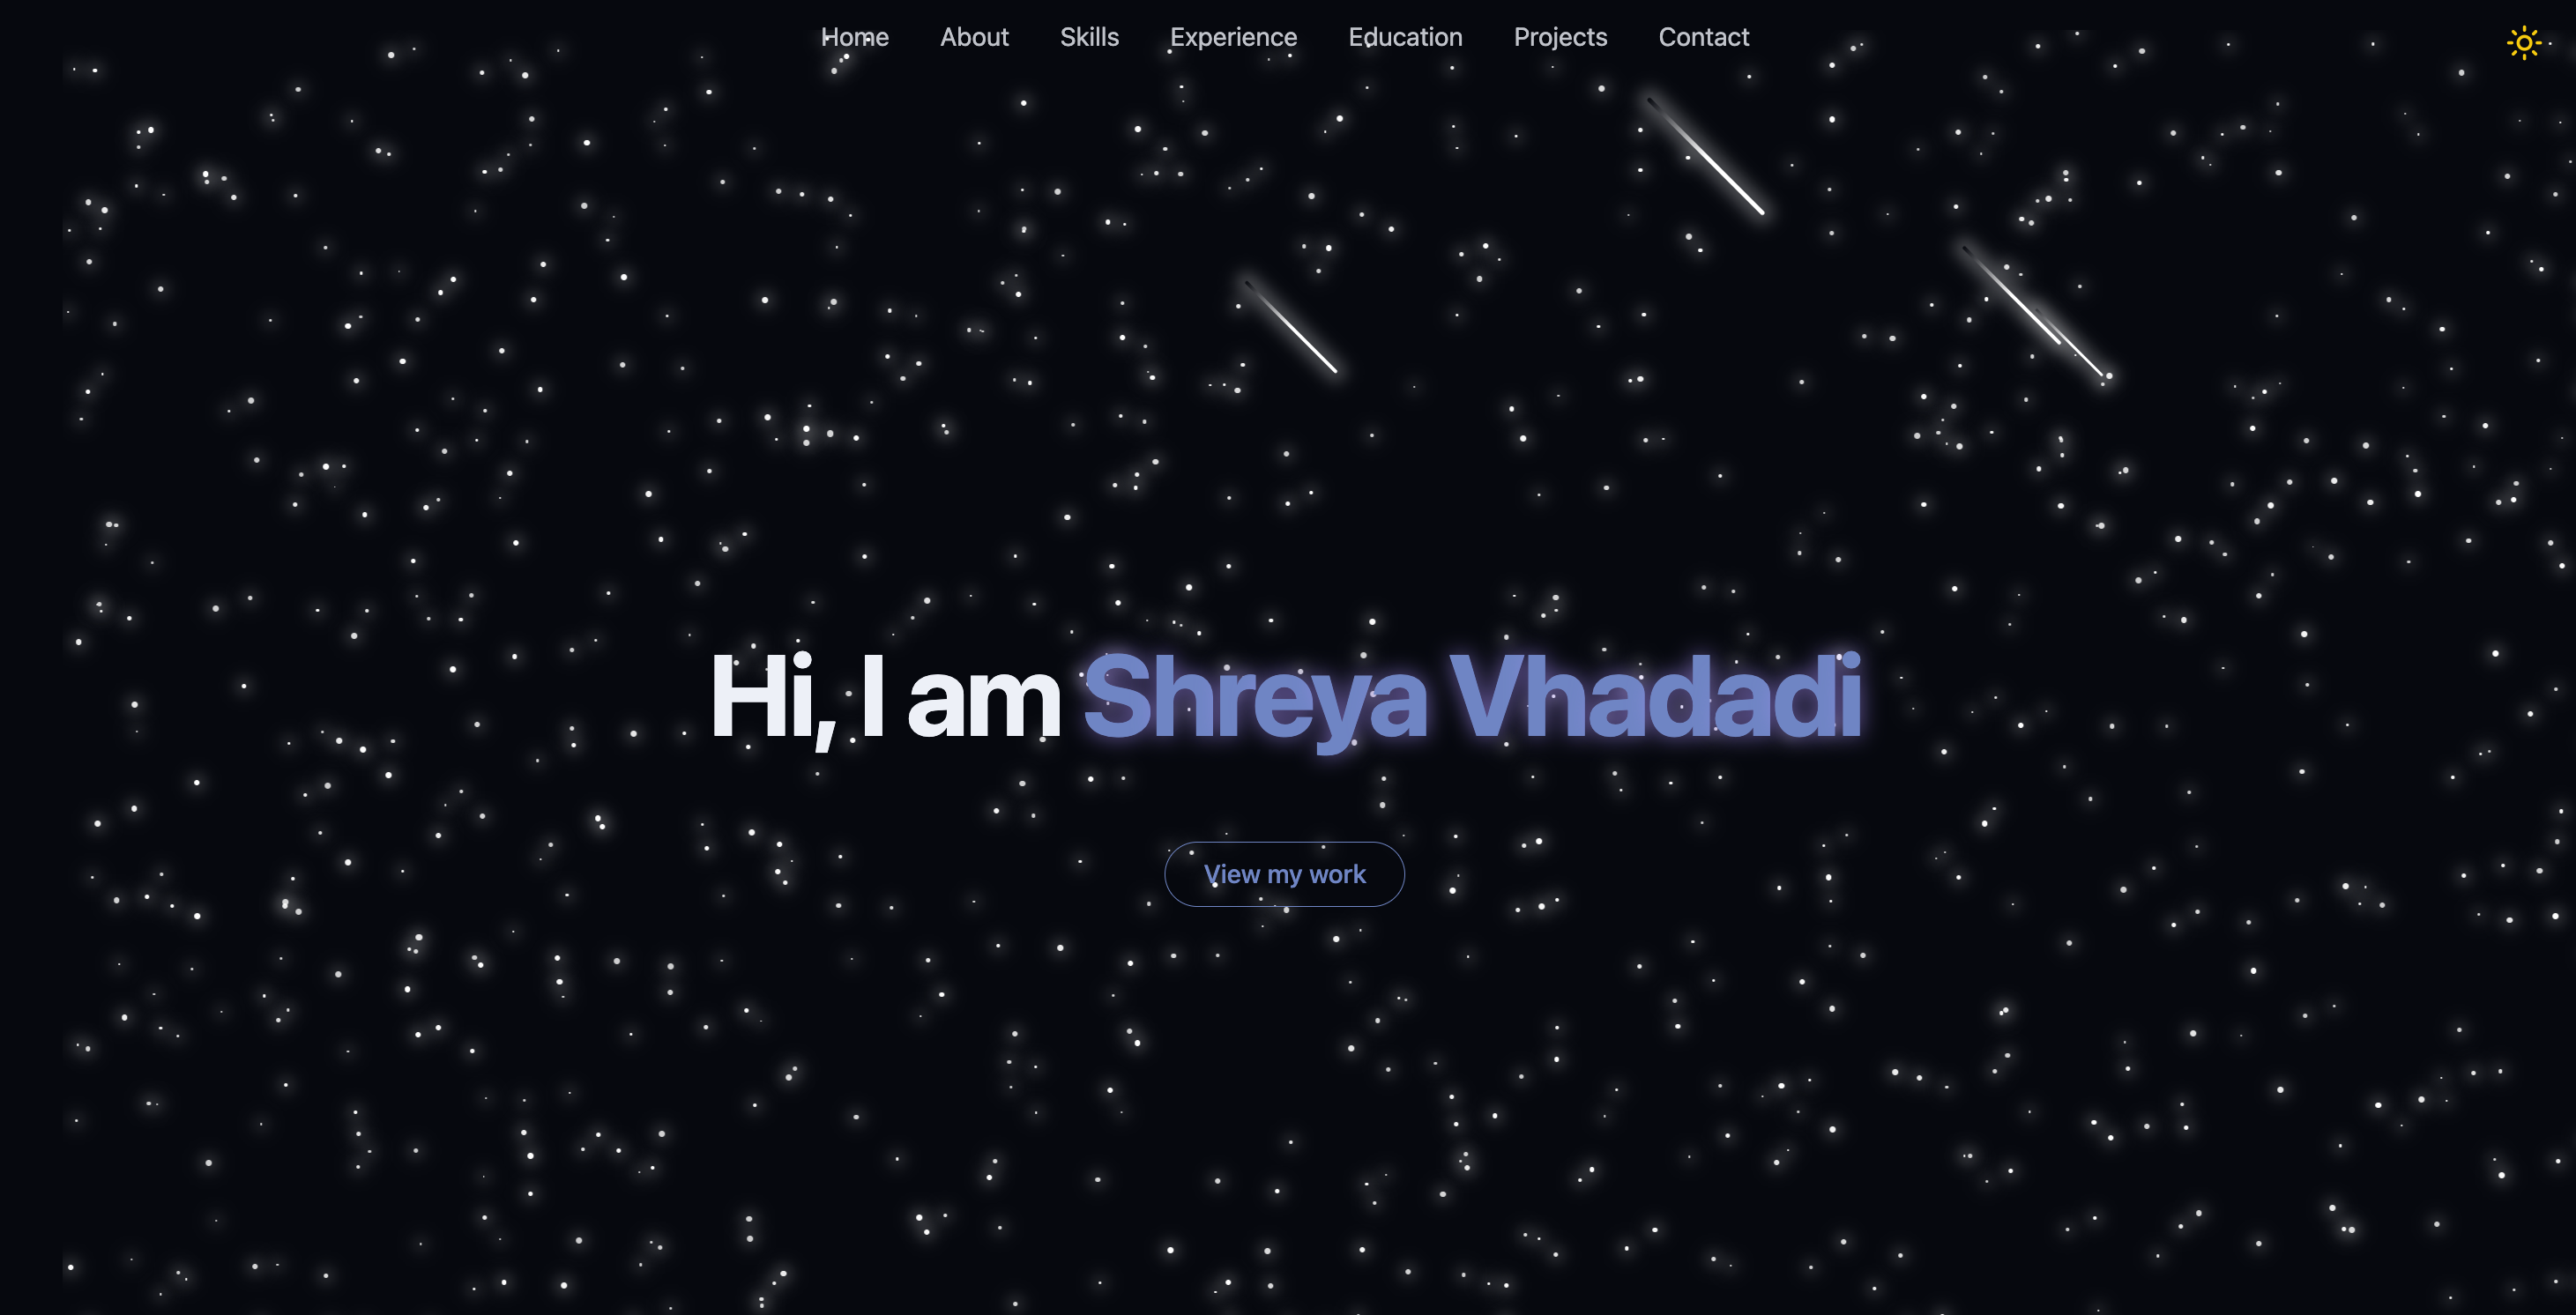 Home About Skills Experience Education Projects Contact
Hi, I am Shreya Vhadadi
View my work